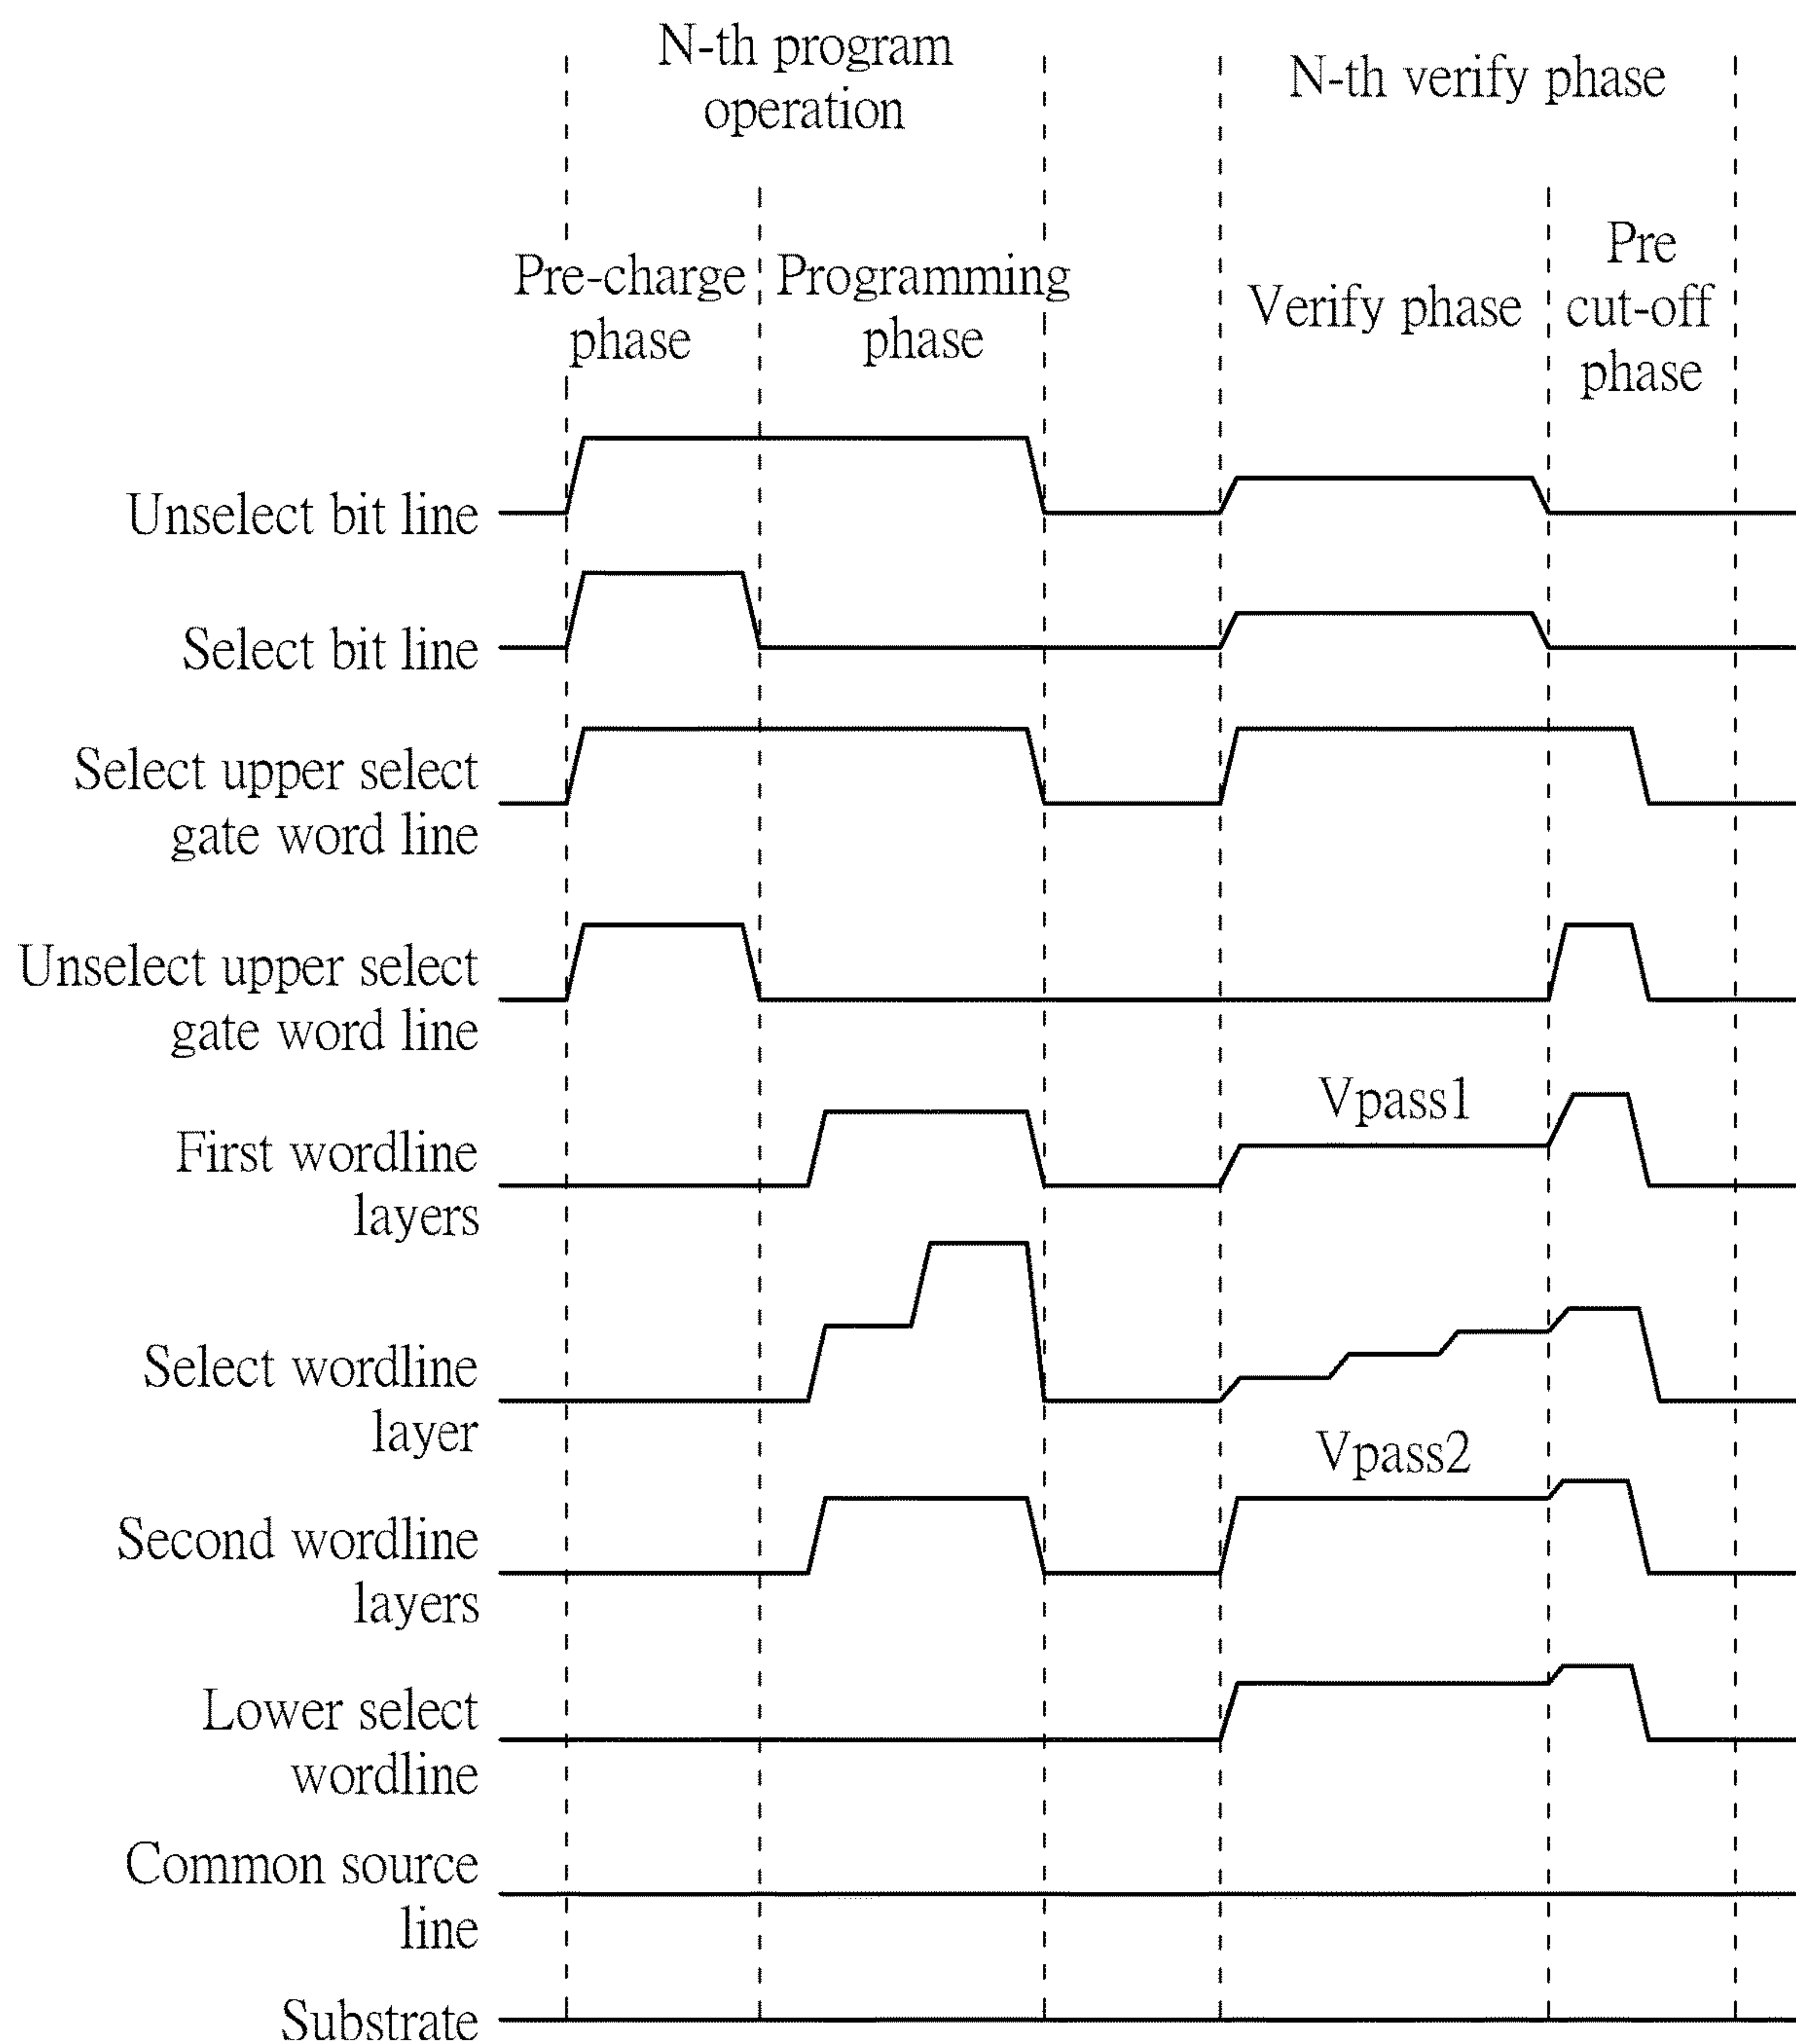 N-th program
operation
N-th verify phase
Pre-charge
phase
Programming
phase
Verify phase
Pre
cut-off
phase
Unselect bit line
Select bit line
Select upper select
gate word line
Unselect upper select
gate word line
First wordline
layers
Vpass1
Select wordline
layer
Vpass2
Second wordline
layers
Lower select
wordline
Common source
line
Substrate